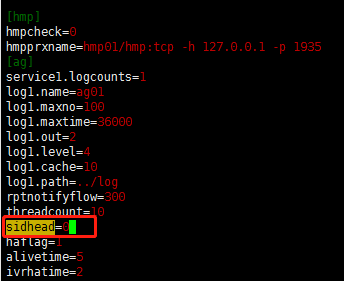 [hmp]
hmpcheck=0
hmpprxname=hmp01/hmp:tcp -h 127.0.0.1 -p 1935
[ag]
service1.logcounts=1
log1.name=ag01
log1.maxno=100
log1.maxtime=36000
log1.out=2
log1.level=4
log1.cache=10
log1.path=../log
rptnotifyflow=300
threadcount=10
sidhead=0
haflag=1
alivetime=5
ivrhatime=2